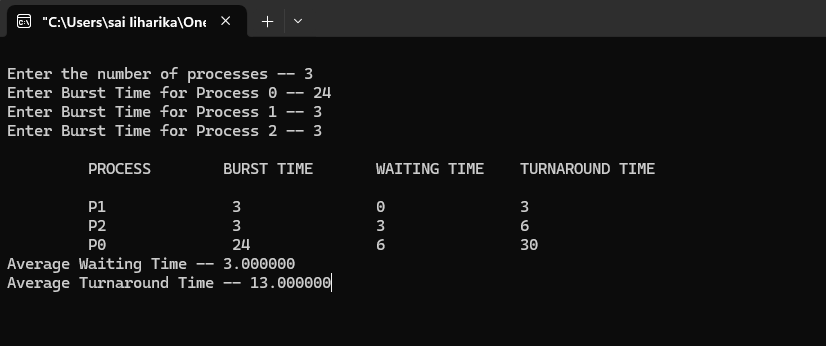 "C:\Users\sai liharika\One
Enter the number of processes -- 3
Enter Burst Time for Process 0 -- 24
Enter Burst Time for Process 1 -- 3
Enter Burst Time for Process 2 -- 3
PROCESS BURST TIME WAITING TIME TURNAROUND TIME
P1 3 0 3
P2 3 3 6
P0 24 6 30
Average Waiting Time -- 3.000000
Average Turnaround Time -- 13.000000